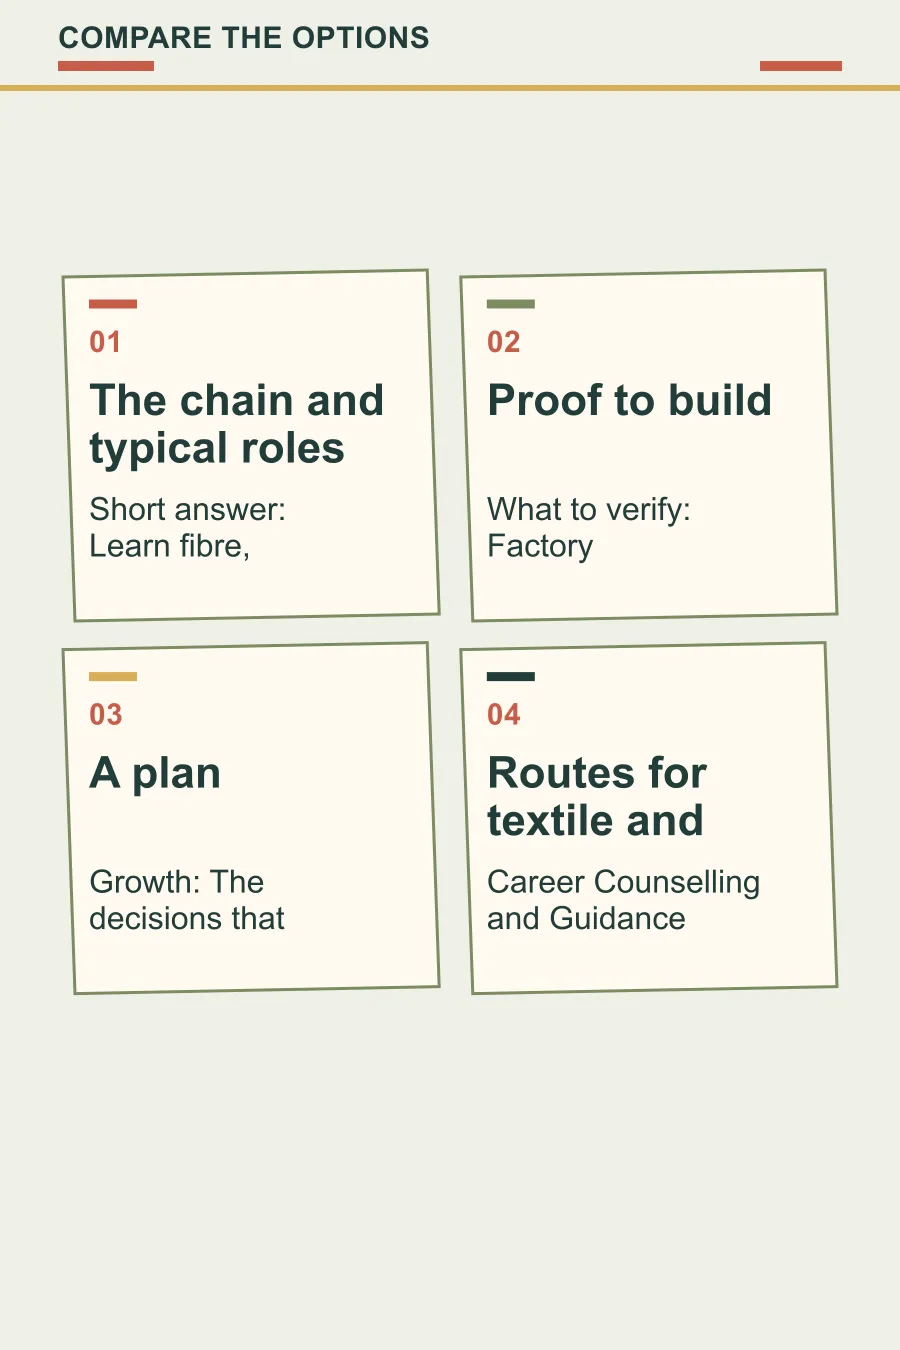 COMPARE THE OPTIONS
01
The chain and
typical roles
Short answer:
Learn fibre,
02
Proof to build
What to verify:
Factory
03
A plan
Growth: The
decisions that
04
Routes for
textile and
Career Counselling
and Guidance